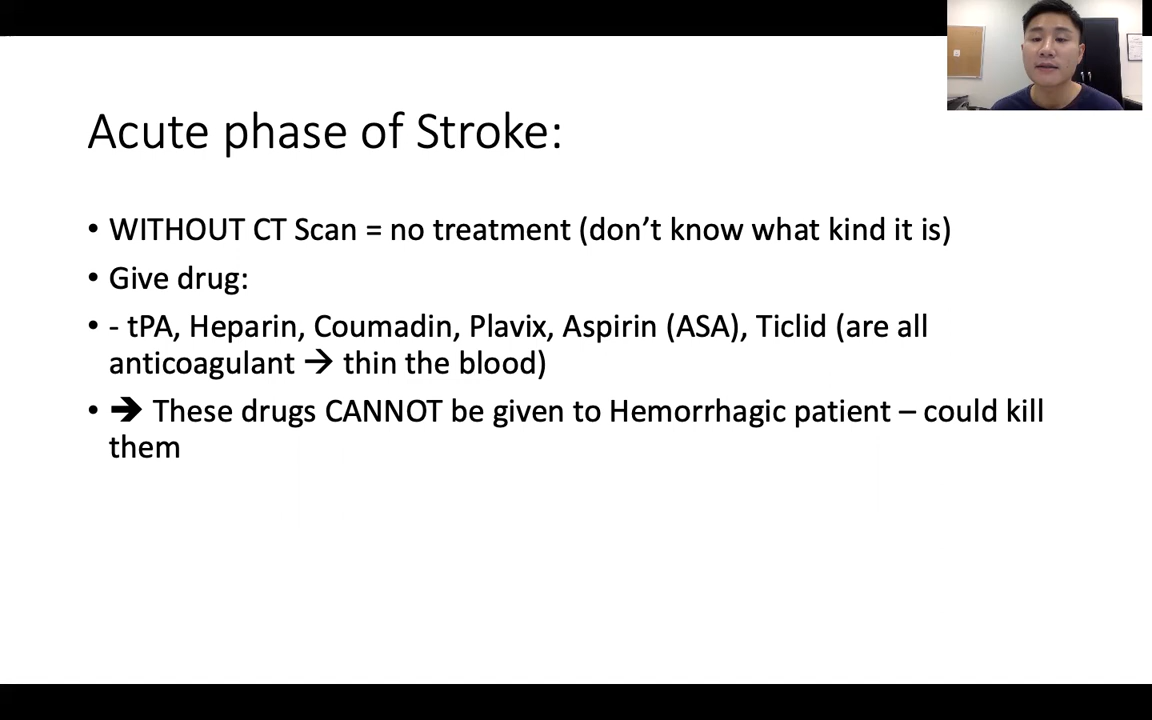 Acute phase of Stroke:
• WITHOUT CT Scan = no treatment (don’t know what kind it is)
• Give drug:
• - tPA, Heparin, Coumadin, Plavix, Aspirin (ASA), Ticlid (are all
anticoagulant → thin the blood)
• ➔ These drugs CANNOT be given to Hemorrhagic patient – could kill
them